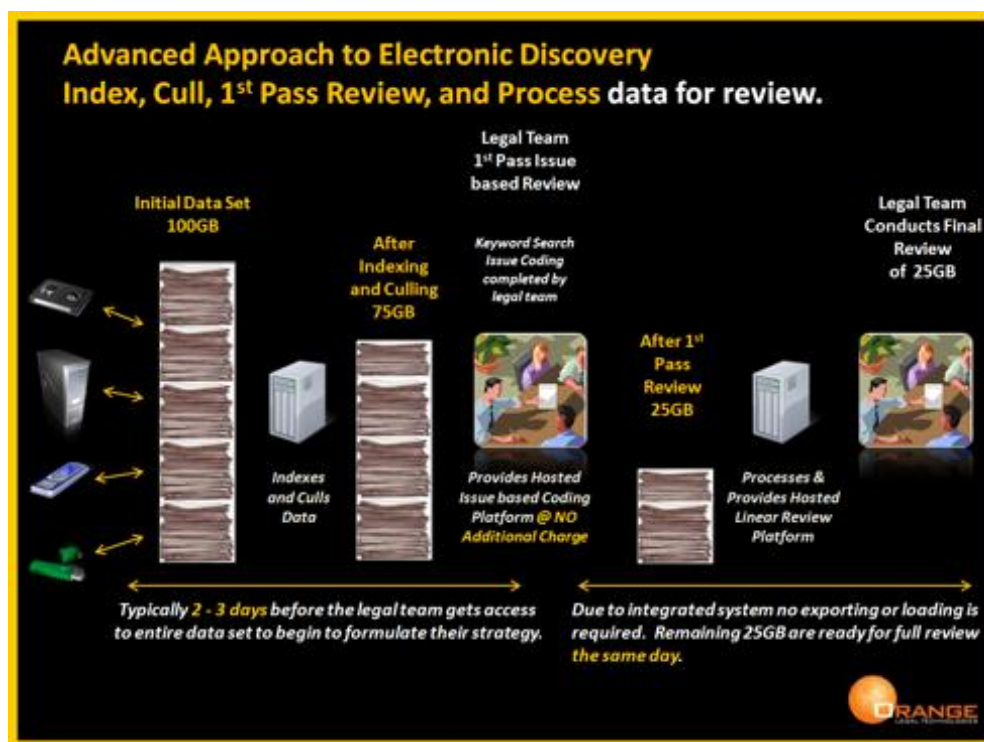 Advanced Approach to Electronic Discovery
Index, Cull, 1st Pass Review, and Process data for review.
Legal Team
1st Pass Issue
based Review
Initial Data Set
100GB
After
Indexing
and Culling
75GB
Keyword Search
Issue Coding
completed by
legal team
Legal Team
Conducts Final
Review
of 25GB
After 1st
Pass
Review
25GB
Indexes
and Culls
Data
Provides Hosted
Issue based Coding
Platform @ NO
Additional Charge
Processes &
Provides Hosted
Linear Review
Platform
Typically 2 - 3 days before the legal team gets access
to entire data set to begin to formulate their strategy.
Due to integrated system no exporting or loading is
required. Remaining 25GB are ready for full review
the same day.
ORANGE
LEGAL TECHNOLOGIES